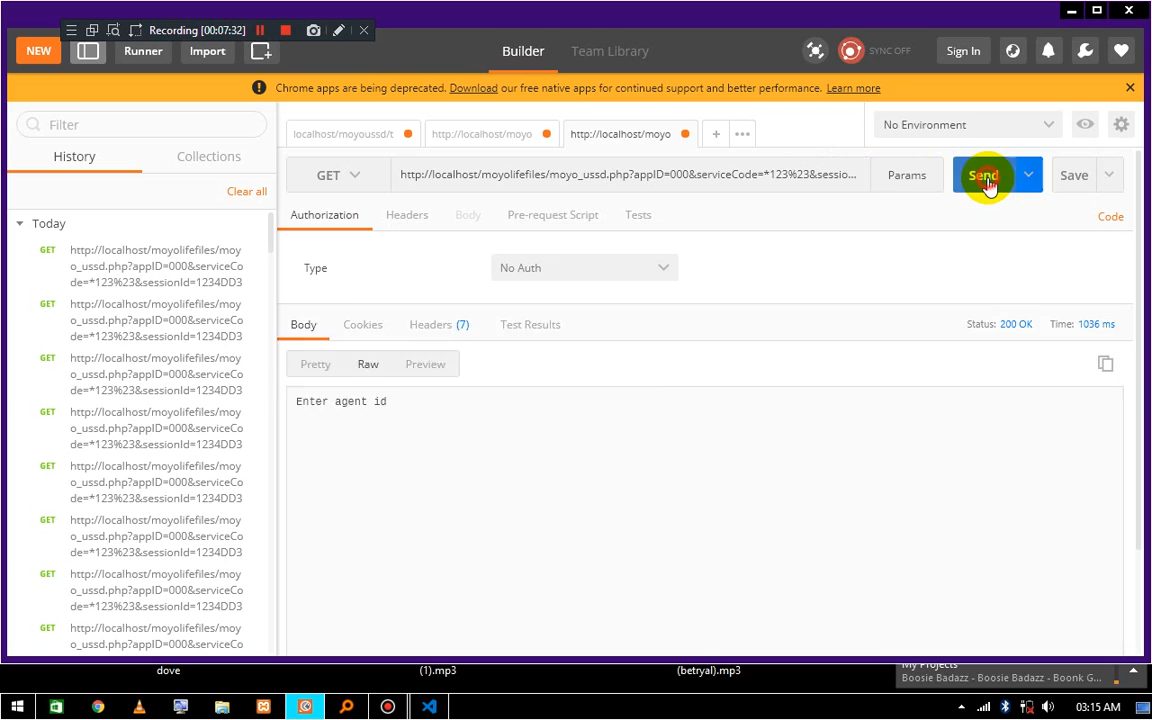 Recording [00:07:32]
NEW
Runner
Import
Builder
Team Library
SYNC OFF
Sign In
Chrome apps are being deprecated. Download our free native apps for continued support and better performance. Learn more
Filter
localhost/moyoussd/t
http://localhost/moyo
http://localhost/moyo
No Environment
History
Collections
GET
http://localhost/moyolifefiles/moyo_ussd.php?appID=000&serviceCode=*123%23&sessio...
Params
Send
Save
Clear all
Authorization
Headers
Body
Pre-request Script
Tests
Code
Today
GET
http://localhost/moyolifefiles/moy
o_ussd.php?appID=000&serviceCo
de=*123%23&sessionId=1234DD3
Type
No Auth
GET
http://localhost/moyolifefiles/moy
o_ussd.php?appID=000&serviceCo
de=*123%23&sessionId=1234DD3
Body
Cookies
Headers (7)
Test Results
Status: 200 OK
Time: 1036 ms
GET
http://localhost/moyolifefiles/moy
o_ussd.php?appID=000&serviceCo
de=*123%23&sessionId=1234DD3
Pretty
Raw
Preview
Enter agent id
GET
http://localhost/moyolifefiles/moy
o_ussd.php?appID=000&serviceCo
de=*123%23&sessionId=1234DD3
GET
http://localhost/moyolifefiles/moy
o_ussd.php?appID=000&serviceCo
de=*123%23&sessionId=1234DD3
GET
http://localhost/moyolifefiles/moy
o_ussd.php?appID=000&serviceCo
de=*123%23&sessionId=1234DD3
GET
http://localhost/moyolifefiles/moy
o_ussd.php?appID=000&serviceCo
de=*123%23&sessionId=1234DD3
GET
http://localhost/moyolifefiles/moy
o_ussd.php?appID=000&serviceCo
dove
(1).mp3
(betryal).mp3
My Projects
Boosie Badazz - Boosie Badazz - Boonk G...
03:15 AM